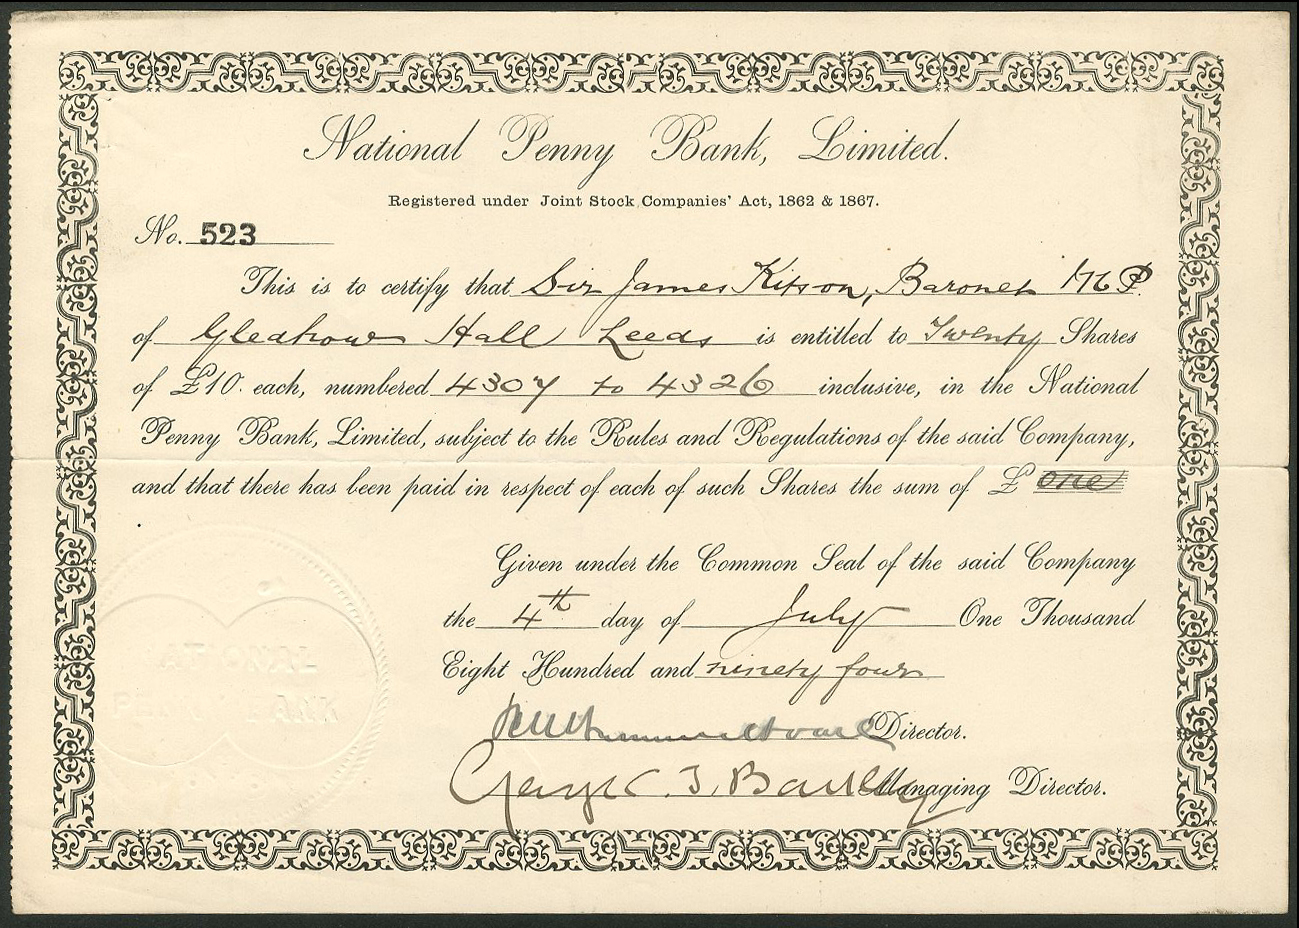 National Penny Bank, Limited.
Registered under Joint Stock Companies' Act, 1862 & 1867.
No. 523
This is to certify that Sir James Kitson, Baronet M.P.
of Gledhow Hall Leeds is entitled to Twenty Shares
of £10. each, numbered 4307 to 4326 inclusive, in the National
Penny Bank, Limited, subject to the Rules and Regulations of the said Company,
and that there has been paid in respect of each of such Shares the sum of £ one
Given under the Common Seal of the said Company
the 4th day of July One Thousand
Eight Hundred and ninety four
Director.
George C. T. Bartley Managing Director.
ATIONAL
PENNY BANK